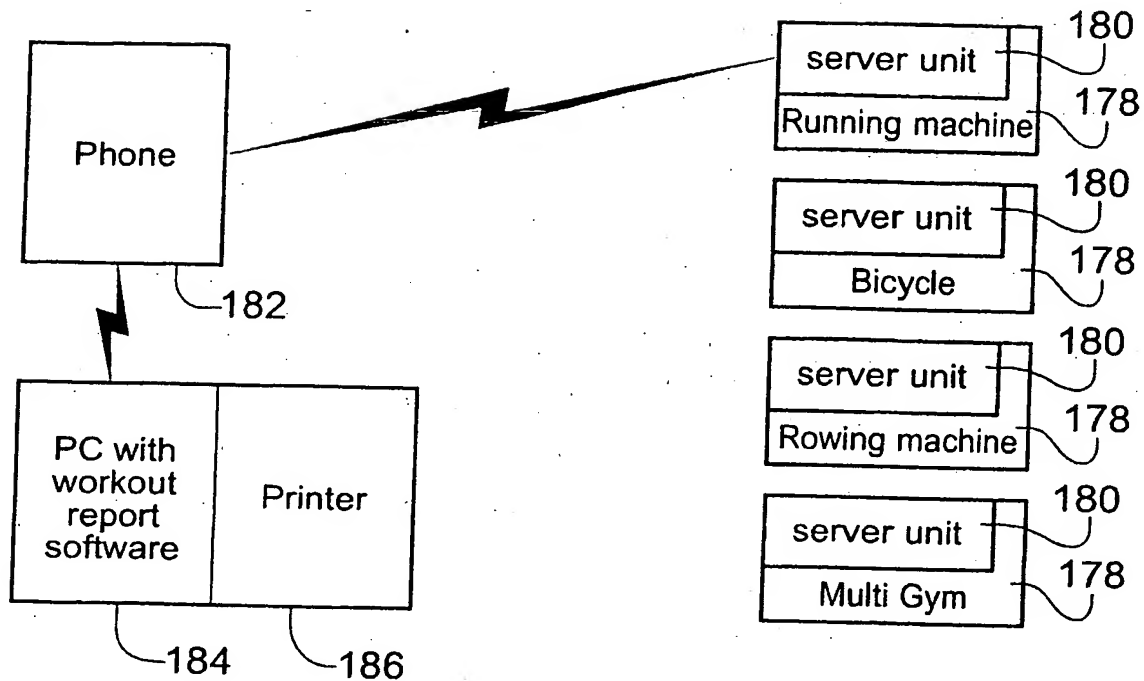 Phone
182
PC with
workout
report
software
184
Printer
186
server unit
180
Running machine
178
server unit
180
Bicycle
178
server unit
180
Rowing machine
178
server unit
180
Multi Gym
178